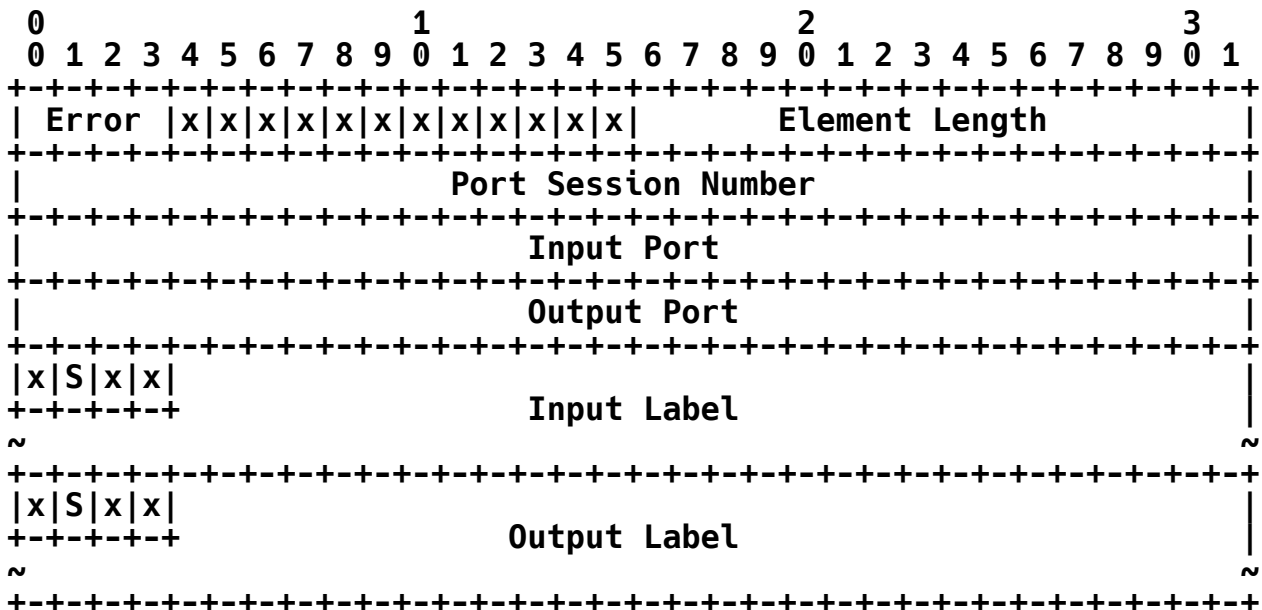 0                   1                   2                   3
 0 1 2 3 4 5 6 7 8 9 0 1 2 3 4 5 6 7 8 9 0 1 2 3 4 5 6 7 8 9 0 1
+-+-+-+-+-+-+-+-+-+-+-+-+-+-+-+-+-+-+-+-+-+-+-+-+-+-+-+-+-+-+-+-+
| Error |x|x|x|x|x|x|x|x|x|x|x|x|       Element Length          |
+-+-+-+-+-+-+-+-+-+-+-+-+-+-+-+-+-+-+-+-+-+-+-+-+-+-+-+-+-+-+-+-+
|                      Port Session Number                      |
+-+-+-+-+-+-+-+-+-+-+-+-+-+-+-+-+-+-+-+-+-+-+-+-+-+-+-+-+-+-+-+-+
|                          Input Port                           |
+-+-+-+-+-+-+-+-+-+-+-+-+-+-+-+-+-+-+-+-+-+-+-+-+-+-+-+-+-+-+-+-+
|                          Output Port                          |
+-+-+-+-+-+-+-+-+-+-+-+-+-+-+-+-+-+-+-+-+-+-+-+-+-+-+-+-+-+-+-+-+
|x|S|x|x|                                                       |
+-+-+-+-+                  Input Label                          |
~                                                               ~
+-+-+-+-+-+-+-+-+-+-+-+-+-+-+-+-+-+-+-+-+-+-+-+-+-+-+-+-+-+-+-+-+
|x|S|x|x|                                                       |
+-+-+-+-+                 Output Label                          |
~                                                               ~
+-+-+-+-+-+-+-+-+-+-+-+-+-+-+-+-+-+-+-+-+-+-+-+-+-+-+-+-+-+-+-+-+